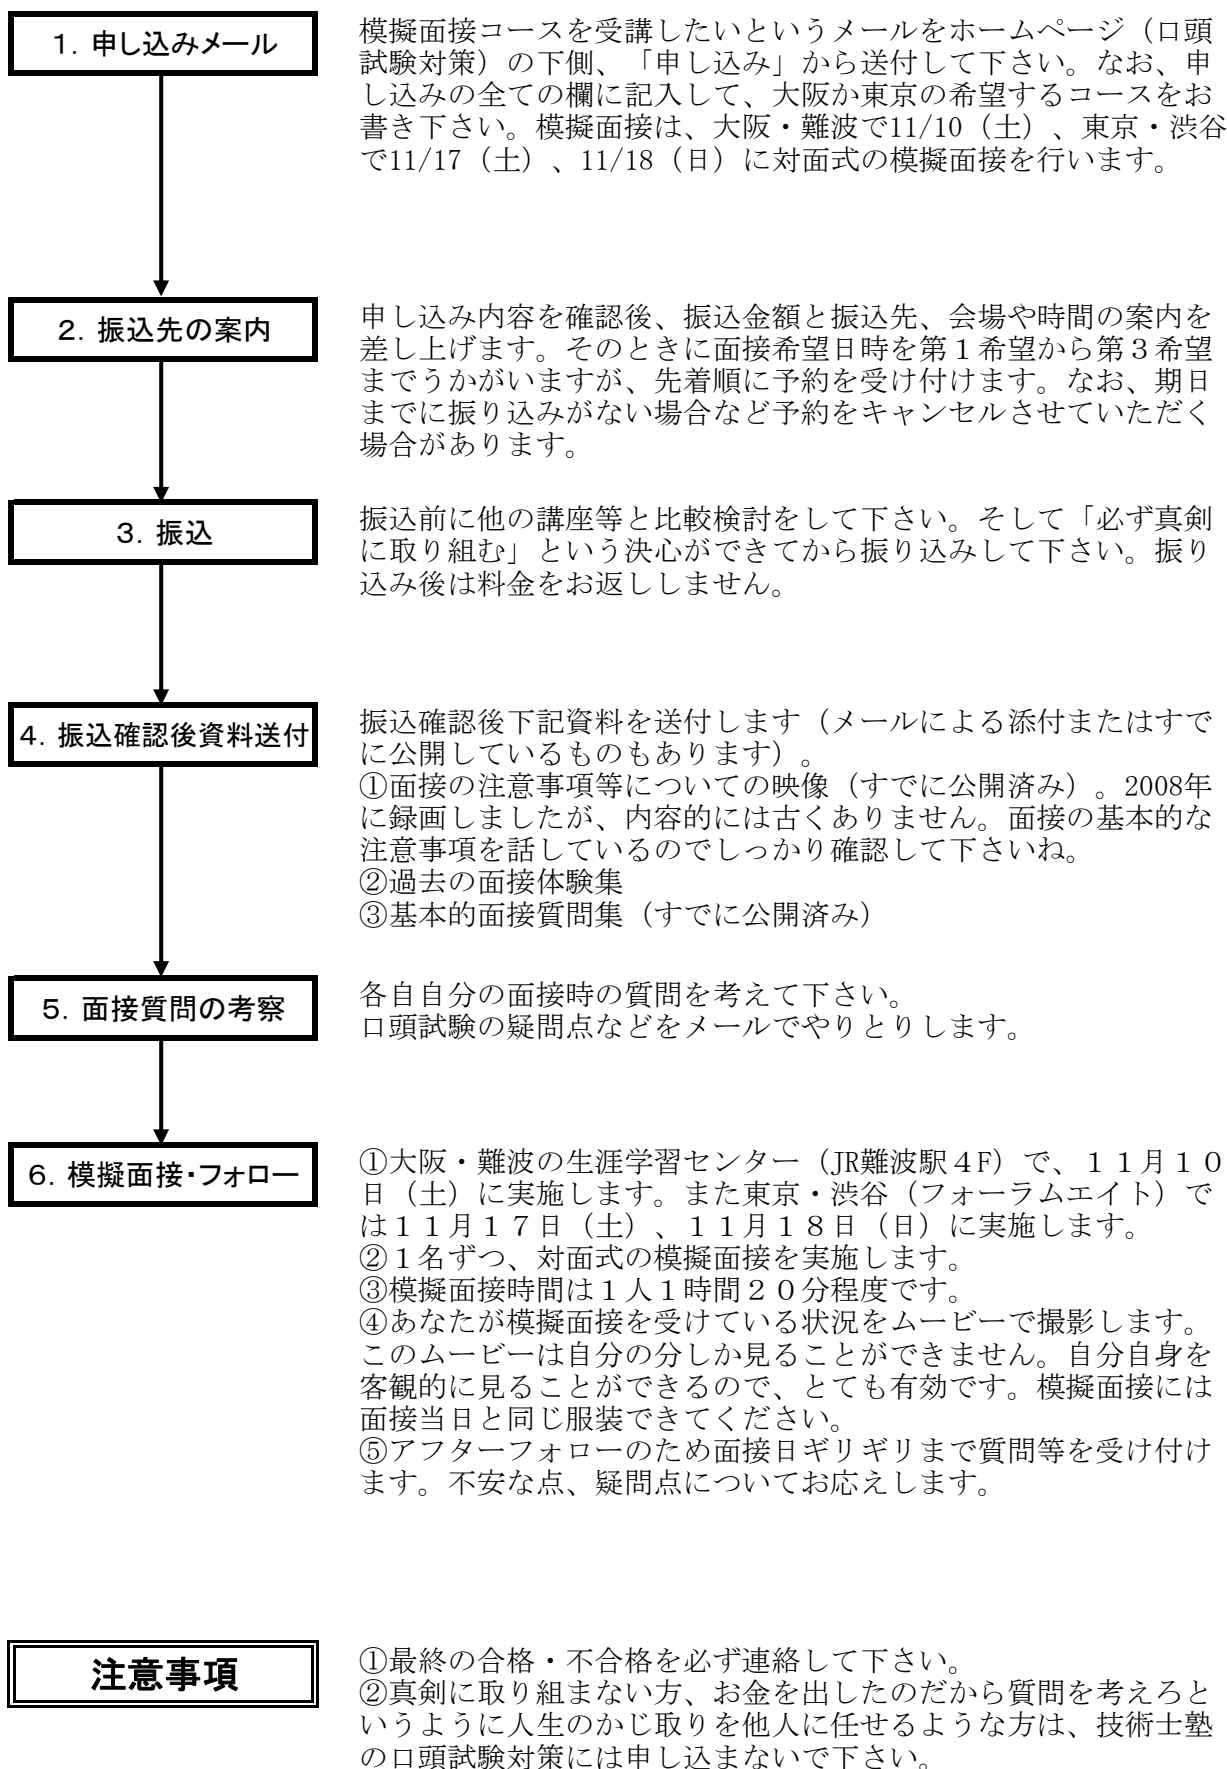 1. 申し込みメール
模擬面接コースを受講したいというメールをホームページ（口頭
試験対策）の下側、「申し込み」から送付して下さい。なお、申
し込みの全ての欄に記入して、大阪か東京の希望するコースをお
書き下さい。模擬面接は、大阪・難波で11/10（土）、東京・渋谷
で11/17（土）、11/18（日）に対面式の模擬面接を行います。
2. 振込先の案内
申し込み内容を確認後、振込金額と振込先、会場や時間の案内を
差し上げます。そのときに面接希望日時を第１希望から第３希望
までうかがいますが、先着順に予約を受け付けます。なお、期日
までに振り込みがない場合など予約をキャンセルさせていただく
場合があります。
3. 振込
振込前に他の講座等と比較検討をして下さい。そして「必ず真剣
に取り組む」という決心ができてから振り込みして下さい。振り
込み後は料金をお返ししません。
4. 振込確認後資料送付
振込確認後下記資料を送付します（メールによる添付またはすで
に公開しているものもあります）。
①面接の注意事項等についての映像（すでに公開済み）。2008年
に録画しましたが、内容的には古くありません。面接の基本的な
注意事項を話しているのでしっかり確認して下さいね。
②過去の面接体験集
③基本的面接質問集（すでに公開済み）
5. 面接質問の考察
各自自分の面接時の質問を考えて下さい。
口頭試験の疑問点などをメールでやりとりします。
6. 模擬面接・フォロー
①大阪・難波の生涯学習センター（JR難波駅４F）で、１１月１０
日（土）に実施します。また東京・渋谷（フォーラムエイト）で
は１１月１７日（土）、１１月１８日（日）に実施します。
②１名ずつ、対面式の模擬面接を実施します。
③模擬面接時間は１人１時間２０分程度です。
④あなたが模擬面接を受けている状況をムービーで撮影します。
このムービーは自分の分しか見ることができません。自分自身を
客観的に見ることができるので、とても有効です。模擬面接には
面接当日と同じ服装できてください。
⑤アフターフォローのため面接日ギリギリまで質問等を受け付け
ます。不安な点、疑問点についてお応えします。
注意事項
①最終の合格・不合格を必ず連絡して下さい。
②真剣に取り組まない方、お金を出したのだから質問を考えろと
いうように人生のかじ取りを他人に任せるような方は、技術士塾
の口頭試験対策には申し込まないで下さい。